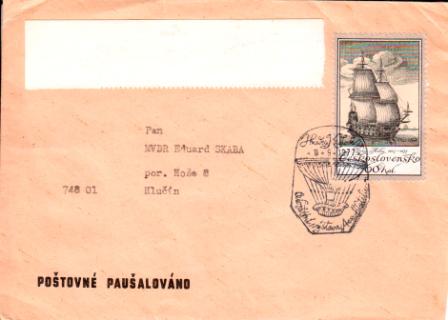 Pan
MVDR Eduard SKABA
por. Hoše 8
748 01 Hlučín
Československo
POŠTOVNÉ PAUŠALOVÁNO